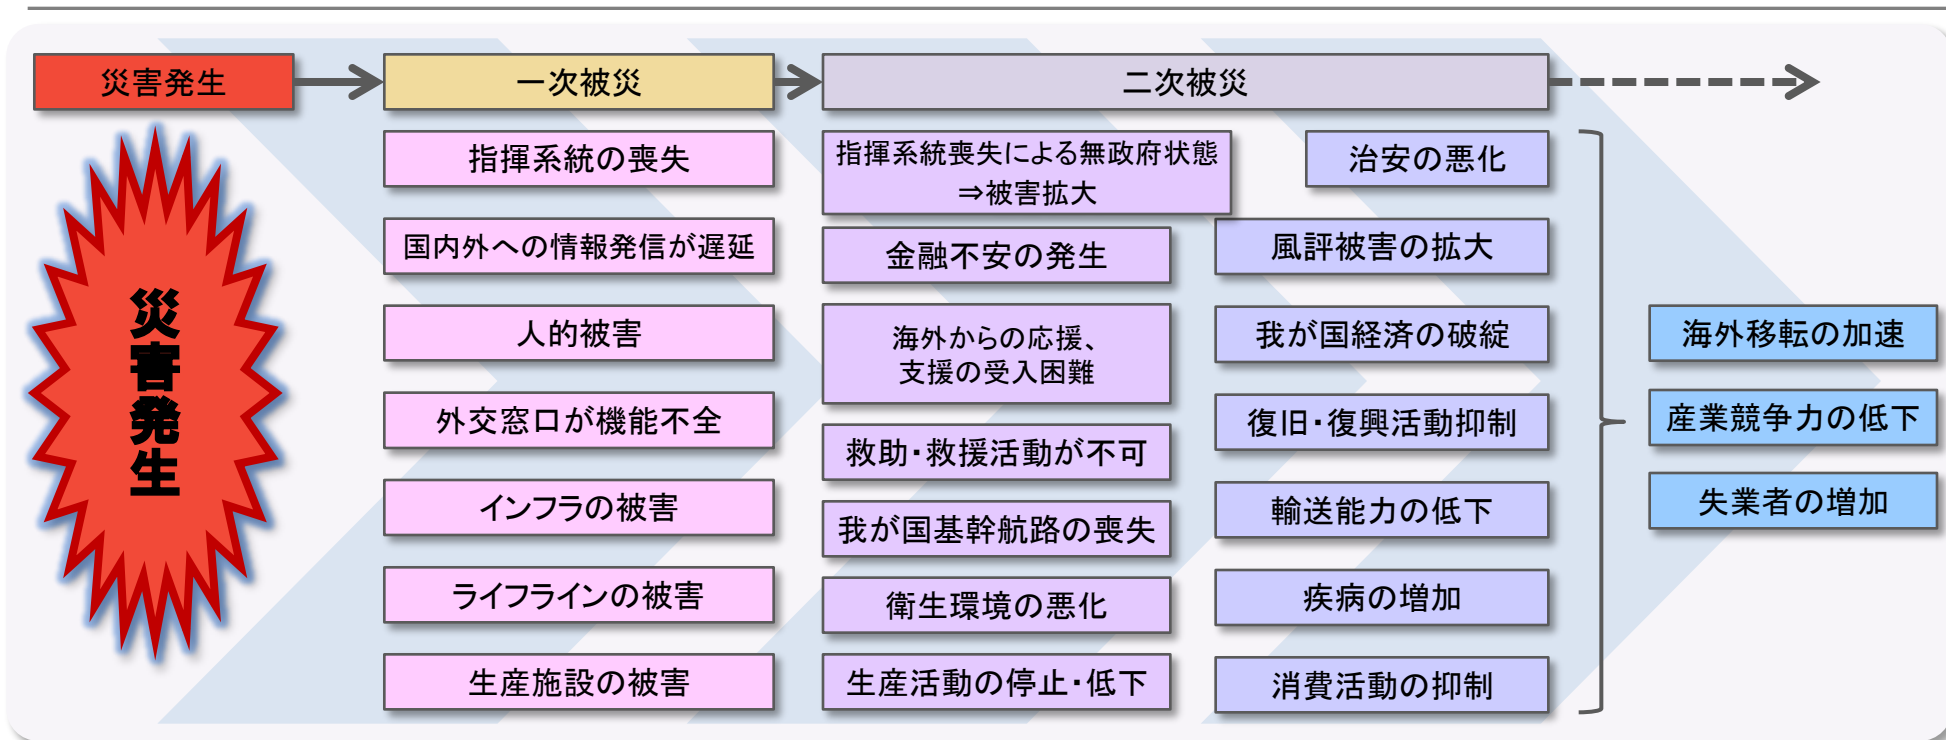 災害発生
一次被災
二次被災
災害発生
指揮系統の喪失
国内外への情報発信が遅延
人的被害
外交窓口が機能不全
インフラの被害
ライフラインの被害
生産施設の被害
指揮系統喪失による無政府状態
⇒被害拡大
金融不安の発生
海外からの応援、
支援の受入困難
救助・救援活動が不可
我が国基幹航路の喪失
衛生環境の悪化
生産活動の停止・低下
治安の悪化
風評被害の拡大
我が国経済の破綻
復旧・復興活動抑制
輸送能力の低下
疾病の増加
消費活動の抑制
海外移転の加速
産業競争力の低下
失業者の増加